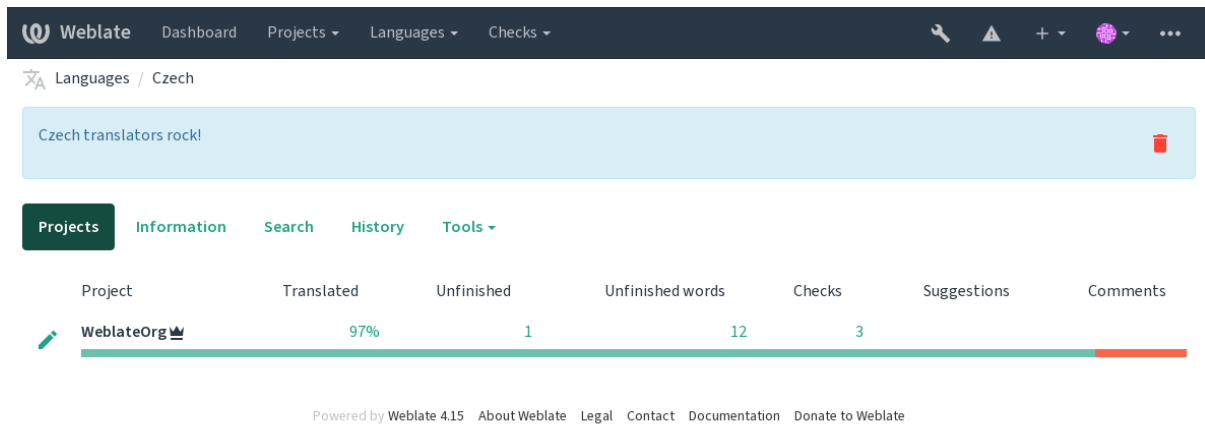 Weblate Dashboard Projects Languages Checks
Languages / Czech
Czech translators rock!
Projects Information Search History Tools
Project Translated Unfinished Unfinished words Checks Suggestions Comments
WeblateOrg 97% 1 12 3
Powered by Weblate 4.15 About Weblate Legal Contact Documentation Donate to Weblate